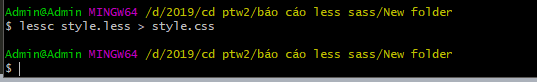 Admin@Admin MINGW64 /d/2019/cd ptw2/báo cáo less sass/New folder
$ lessc style.less > style.css
Admin@Admin MINGW64 /d/2019/cd ptw2/báo cáo less sass/New folder
$